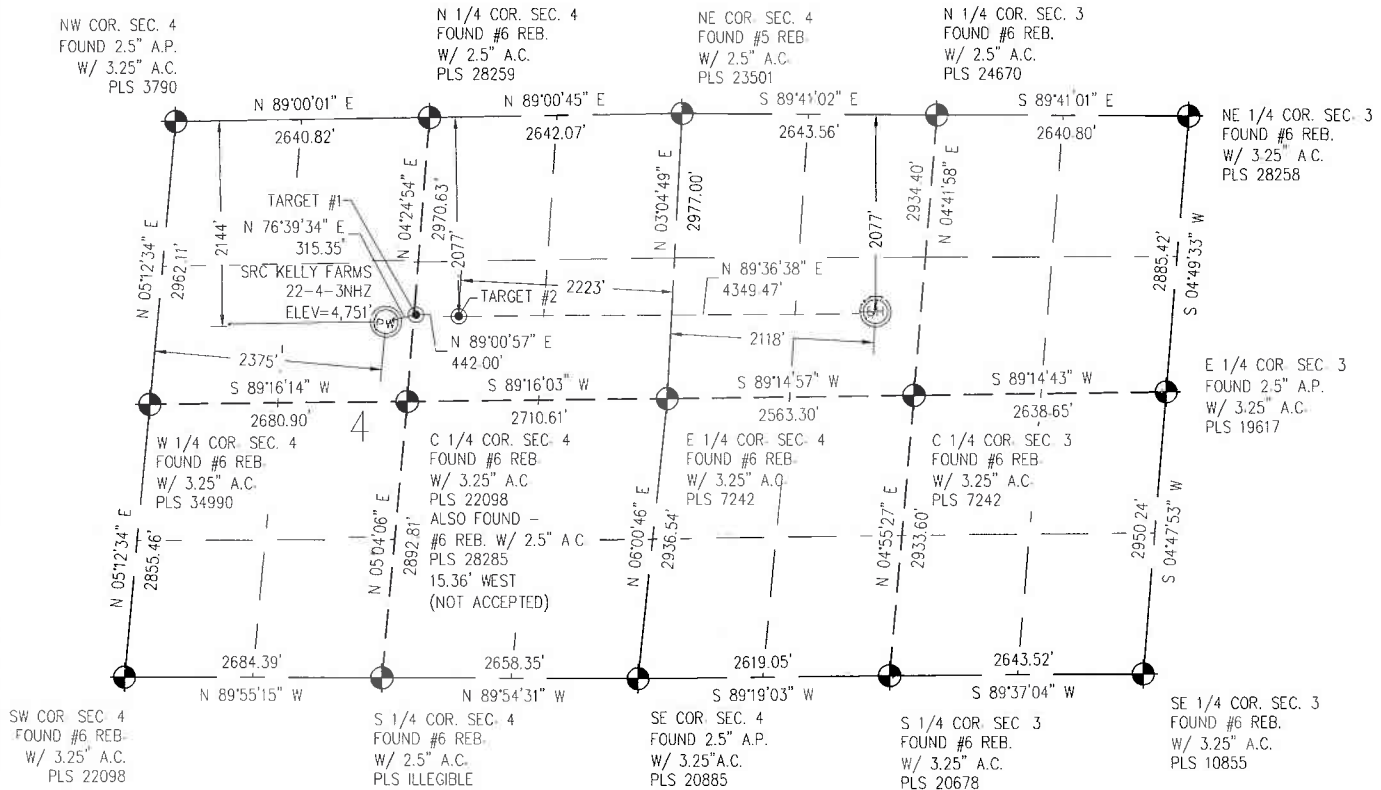 NW COR. SEC. 4
FOUND 2.5" A.P.
W/ 3.25" A.C.
PLS 3790
N 1/4 COR. SEC. 4
FOUND #6 REB.
W/ 2.5" A.C.
PLS 28259
NE COR. SEC. 4
FOUND #5 REB.
W/ 2.5" A.C.
PLS 23501
N 1/4 COR. SEC. 3
FOUND #6 REB.
W/ 2.5" A.C.
PLS 24670
NE 1/4 COR. SEC. 3
FOUND #6 REB.
W/ 3.25" A.C.
PLS 28258
N 89°00'01" E
2640.82'
N 89°00'45" E
2642.07'
S 89°41'02" E
2643.56'
S 89°41'01" E
2640.80'
N 05°12'34" E
2962.11'
2144'
TARGET #1
N 76°39'34" E
315.35'
SRC KELLY FARMS
22-4-3NHZ
ELEV=4,751'
PW
N 04°24'54" E
2970.63'
2077'
TARGET #2
2223'
N 03°04'49" E
2977.00'
N 89°36'38" E
4349.47'
2077'
2934.40'
N 04°41'58" E
2885.42'
S 04°49'33" W
2375'
N 89°00'57" E
442.00'
2118'
S 89°16'14" W
2680.90'
S 89°16'03" W
2710.61'
S 89°14'57" W
2563.30'
S 89°14'43" W
2638.65'
E 1/4 COR. SEC. 3
FOUND 2.5" A.P.
W/ 3.25" A.C.
PLS 19617
4
W 1/4 COR. SEC. 4
FOUND #6 REB.
W/ 3.25" A.C.
PLS 34990
C 1/4 COR. SEC. 4
FOUND #6 REB.
W/ 3.25" A.C.
PLS 22098
ALSO FOUND –
#6 REB. W/ 2.5" A.C
PLS 28285
15.36' WEST
(NOT ACCEPTED)
E 1/4 COR. SEC. 4
FOUND #6 REB.
W/ 3.25" A.C.
PLS 7242
C 1/4 COR. SEC. 3
FOUND #6 REB.
W/ 3.25" A.C.
PLS 7242
N 05°12'34" E
2855.46'
N 05°04'06" E
2892.81'
N 06°00'46" E
2936.54'
N 04°55'27" E
2933.60'
2950.24'
S 04°47'53" W
2684.39'
N 89°55'15" W
2658.35'
N 89°54'31" W
2619.05'
S 89°19'03" W
2643.52'
S 89°37'04" W
SW COR. SEC. 4
FOUND #6 REB.
W/ 3.25" A.C.
PLS 22098
S 1/4 COR. SEC. 4
FOUND #6 REB.
W/ 2.5" A.C.
PLS ILLEGIBLE
SE COR. SEC. 4
FOUND 2.5" A.P.
W/ 3.25"A.C.
PLS 20885
S 1/4 COR. SEC 3
FOUND #6 REB.
W/ 3.25" A.C.
PLS 20678
SE 1/4 COR. SEC. 3
FOUND #6 REB.
W/ 3.25" A.C.
PLS 10855